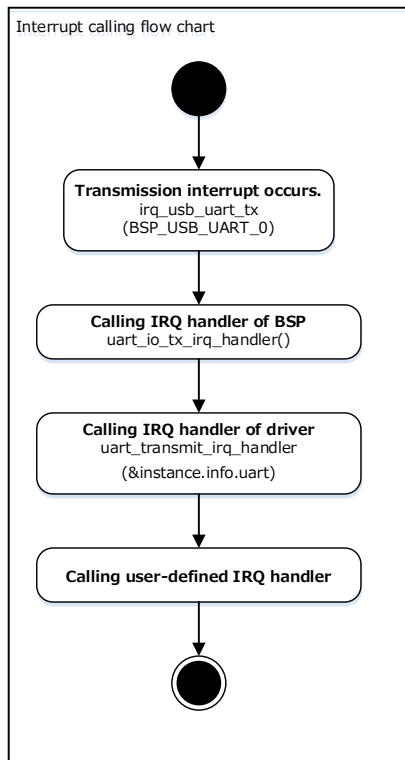 Interrupt calling flow chart
Transmission interrupt occurs.
irq_usb_uart_tx
(BSP_USB_UART_0)
Calling IRQ handler of BSP
uart_io_tx_irq_handler()
Calling IRQ handler of driver
uart_transmit_irq_handler
(&instance.info.uart)
Calling user-defined IRQ handler